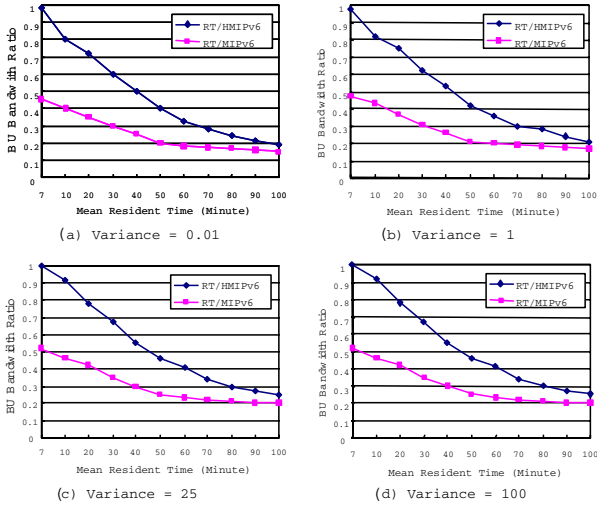 1
0.9
0.8
0.7
0.6
0.5
0.4
0.3
0.2
0.1
0
BU Bandwidth Ratio
RT/HMIPv6
RT/MIPv6
7 10 20 30 40 50 60 70 80 90 100
Mean Resident Time (Minute)
(a) Variance = 0.01
1
0.9
0.8
0.7
0.6
0.5
0.4
0.3
0.2
0.1
0
BU Bandwidth Ratio
RT/HMIPv6
RT/MIPv6
7 10 20 30 40 50 60 70 80 90 100
Mean Resident Time (Minute)
(b) Variance = 1
1
0.9
0.8
0.7
0.6
0.5
0.4
0.3
0.2
0.1
0
BU Bandwidth Ratio
RT/HMIPv6
RT/MIPv6
7 10 20 30 40 50 60 70 80 90 100
Mean Resident Time (Minute)
(c) Variance = 25
1
0.9
0.8
0.7
0.6
0.5
0.4
0.3
0.2
0.1
0
BU Bandwidth Ratio
RT/HMIPv6
RT/MIPv6
7 10 20 30 40 50 60 70 80 90 100
Mean Resident Time (Minute)
(d) Variance = 100